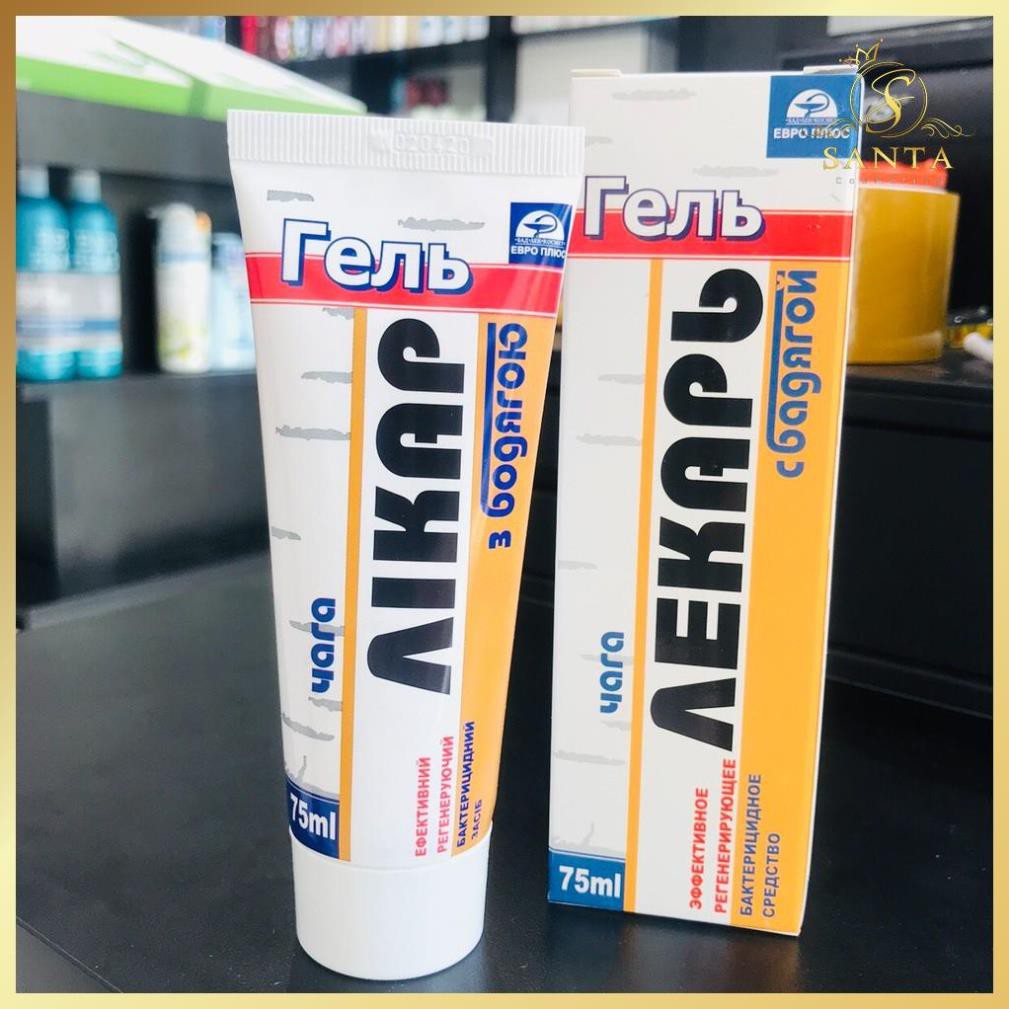 020420
Гель
ЕВРО ПЛЮС
ЛІКАР
з бодягою
чага
ЕФЕКТИВНИЙ
РЕГЕНЕРУЮЧИЙ
БАКТЕРИЦИДНИЙ
ЗАСІБ
75ml
Гель
ЕВРО ПЛЮС
ЛЕКАРЬ
с бадягой
чага
ЭФФЕКТИВНОЕ
РЕГЕНЕРИРУЮЩЕЕ
БАКТЕРИЦИДНОЕ
СРЕДСТВО
75ml
S
SANTA